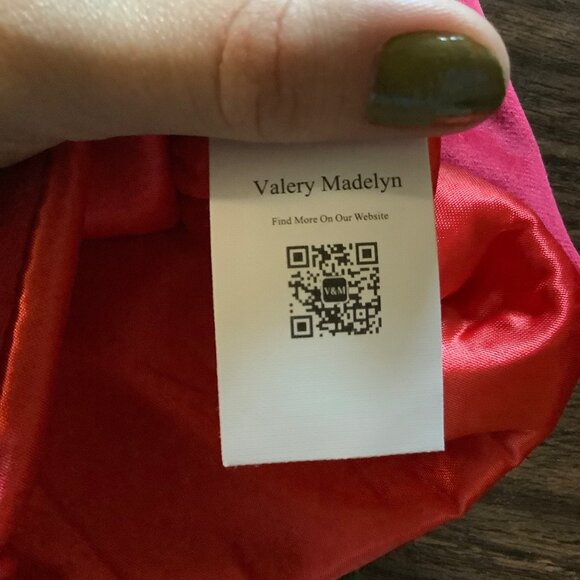 Valery Madelyn
Find More On Our Website
V&M